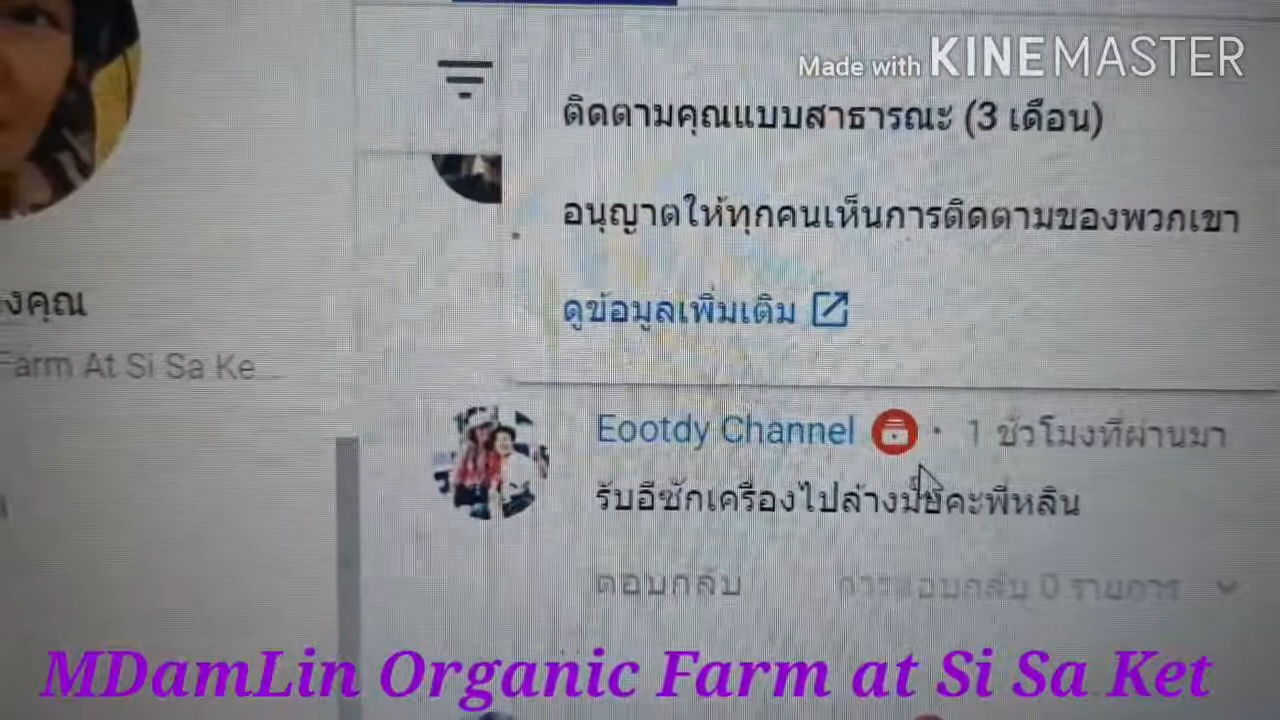 Made with KINEMASTER
ติดตามคุณแบบสาธารณะ (3 เดือน)
อนุญาตให้ทุกคนเห็นการติดตามของพวกเขา
ดูข้อมูลเพิ่มเติม
งคุณ
Farm At Si Sa Ke...
Eootdy Channel • 1 ชั่วโมงที่ผ่านมา
รับอีซักเครื่องไปล้างมั้ยคะพี่หลิน
ตอบกลับ การตอบกลับ 0 รายการ
MDamLin Organic Farm at Si Sa Ket